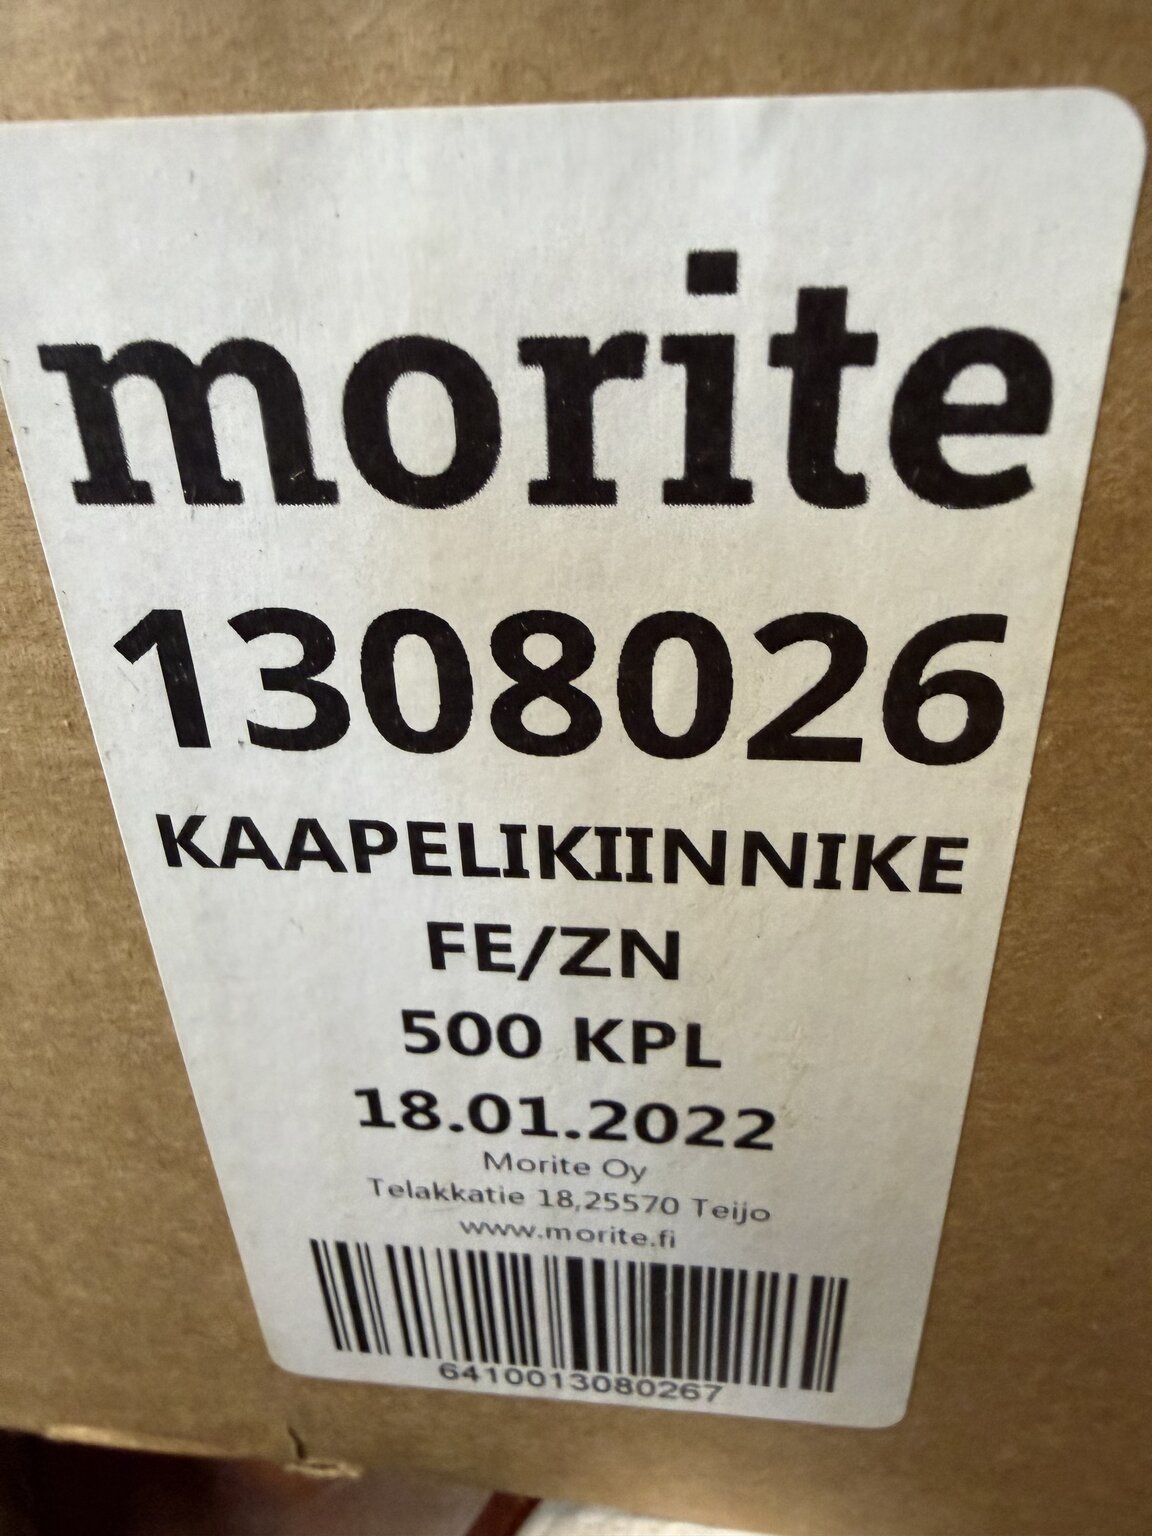 morite
1308026
KAAPELIKIINNIKE
FE/ZN
500 KPL
18.01.2022
Morite Oy
Telakkatie 18,25570 Teijo
www.morite.fi
6410013080267